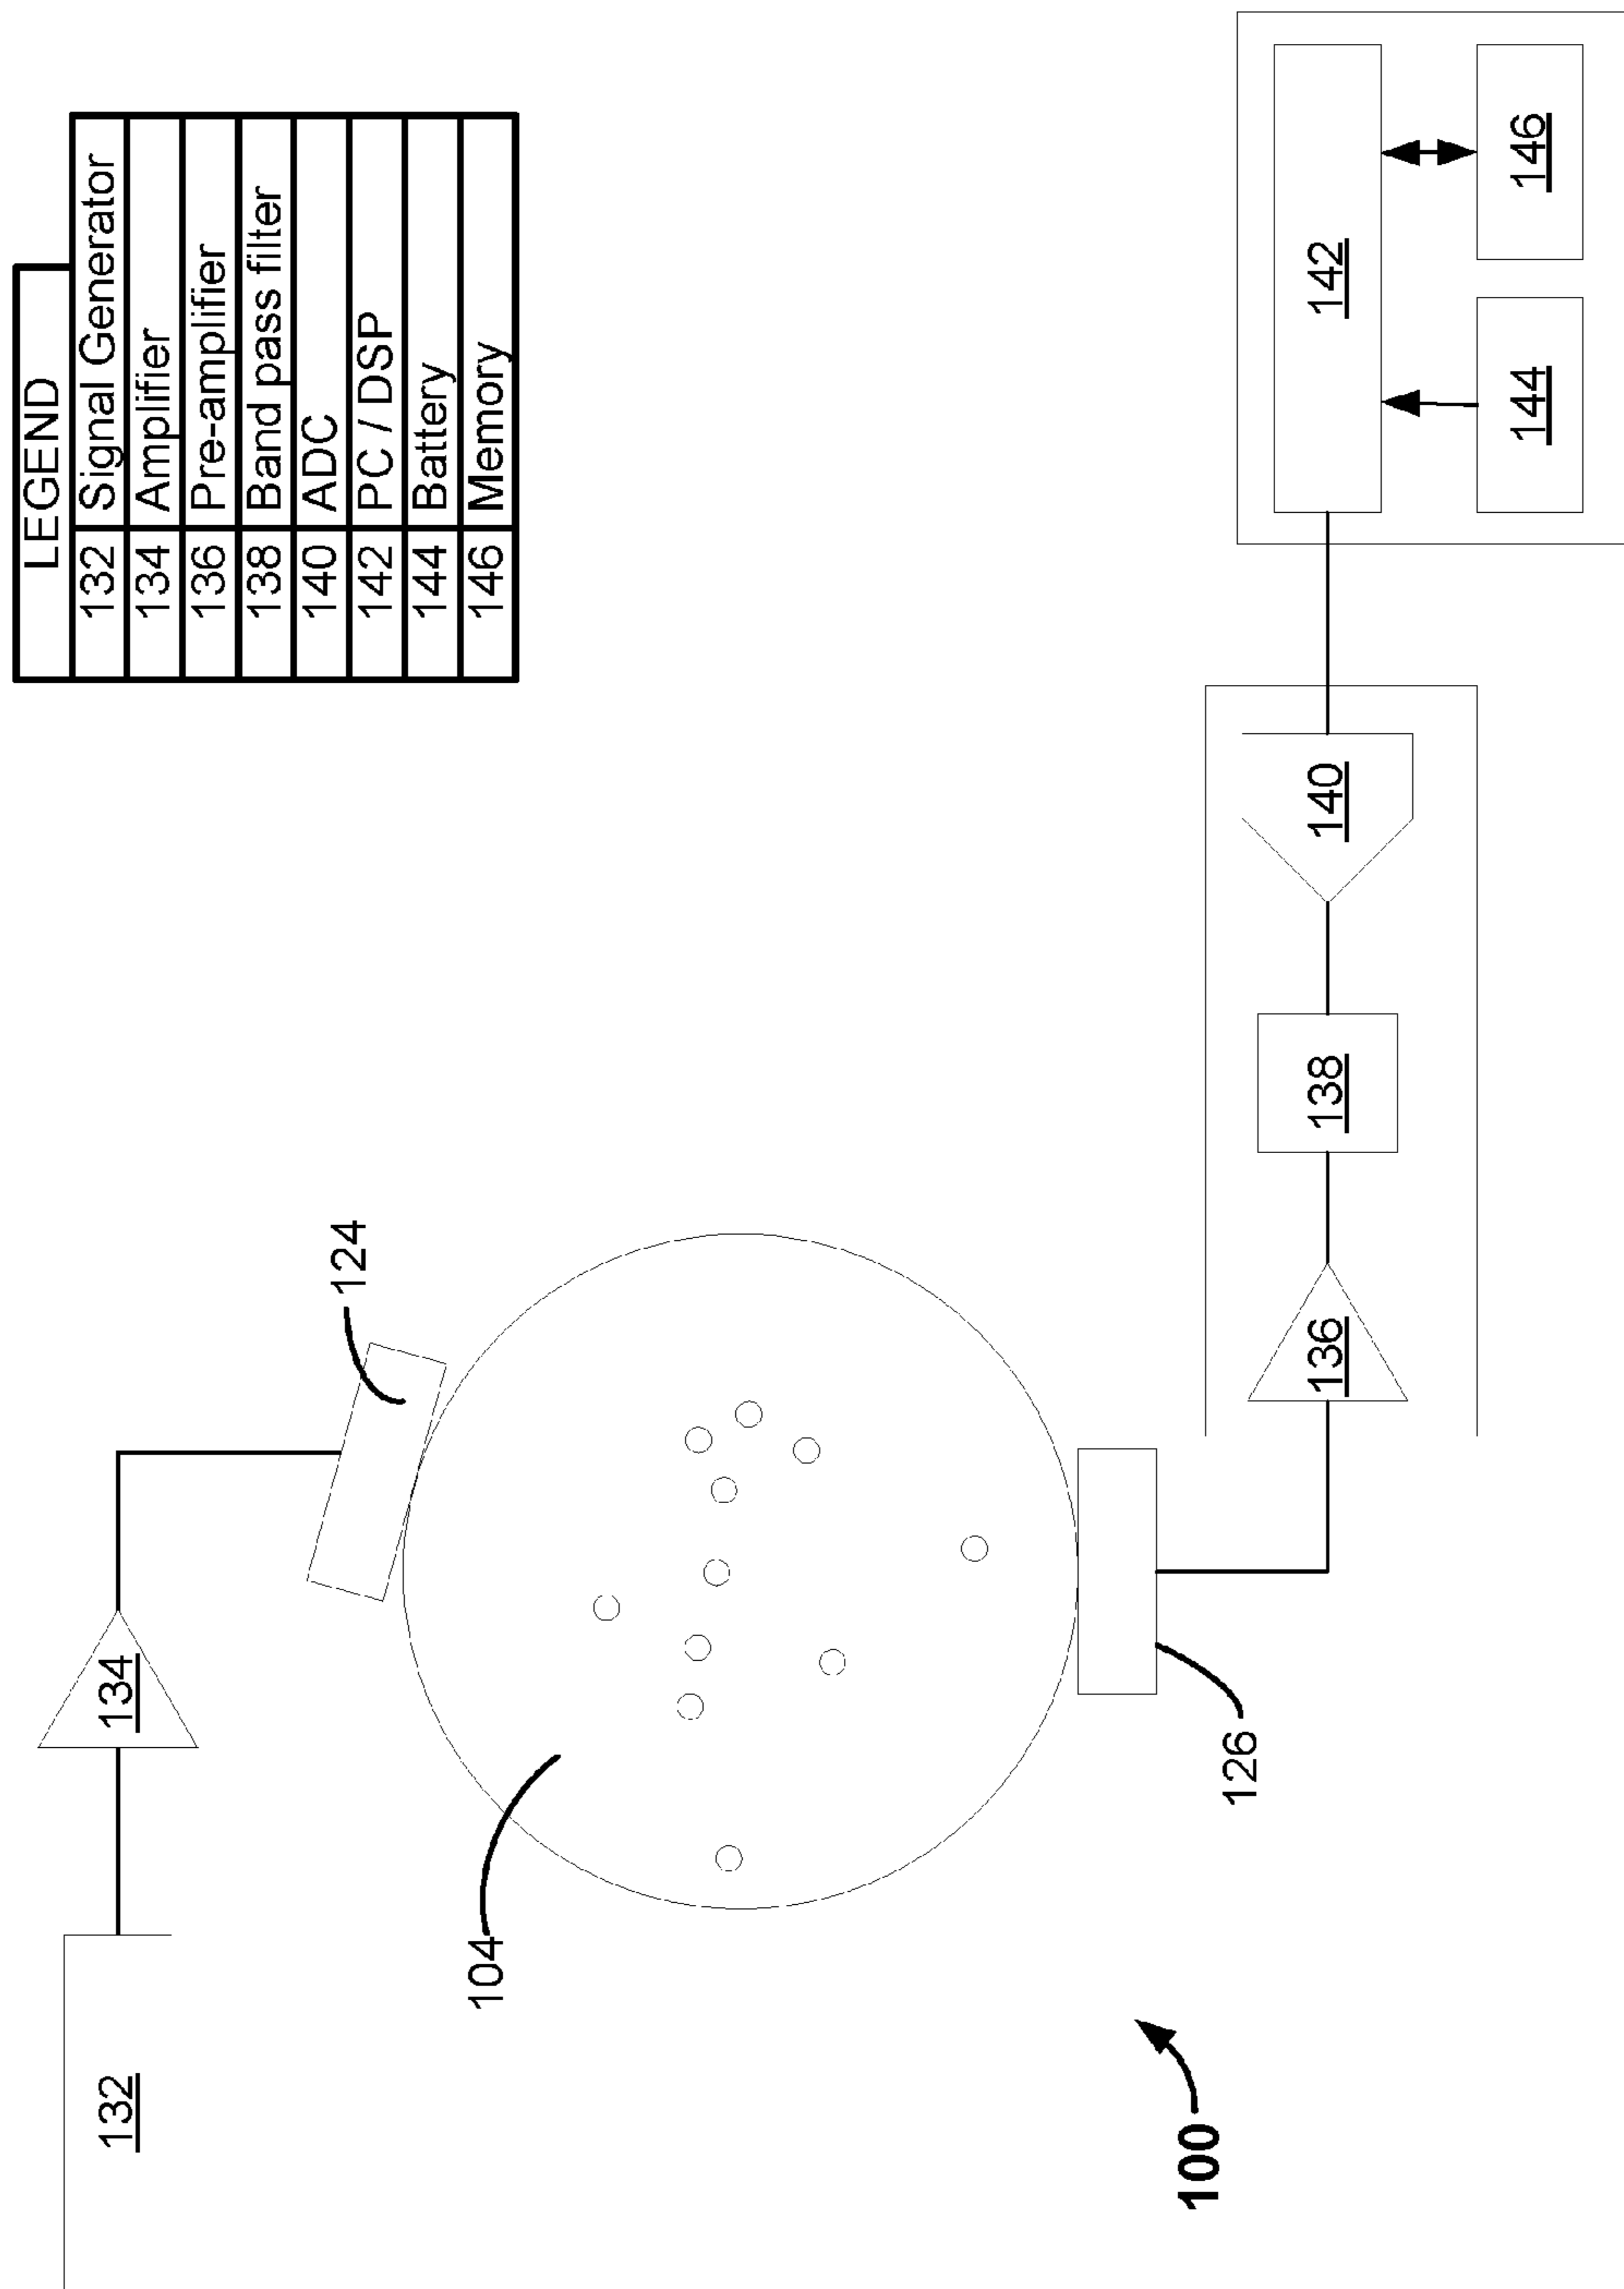 LEGEND
132 Signal Generator
134 Amplifier
136 Pre-amplifier
138 Band pass filter
140 ADC
142 PC / DSP
144 Battery
146 Memory
132
134
124
104
126
136
138
140
142
144
146
100